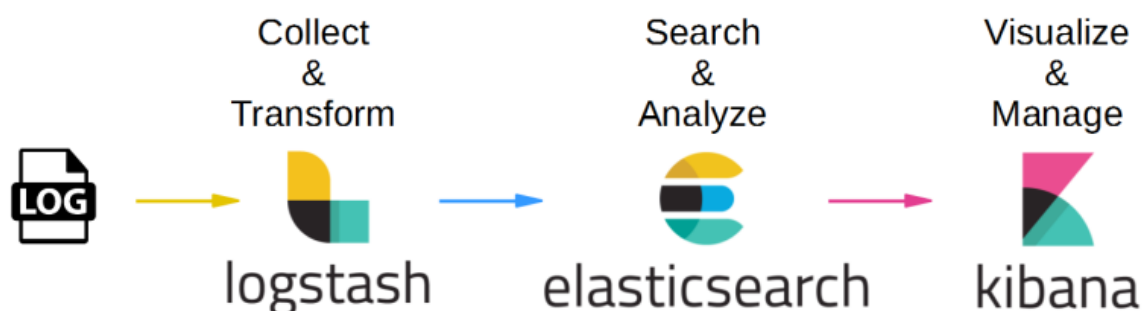 Collect
&
Transform
Search
&
Analyze
Visualize
&
Manage
LOG
logstash
elasticsearch
kibana